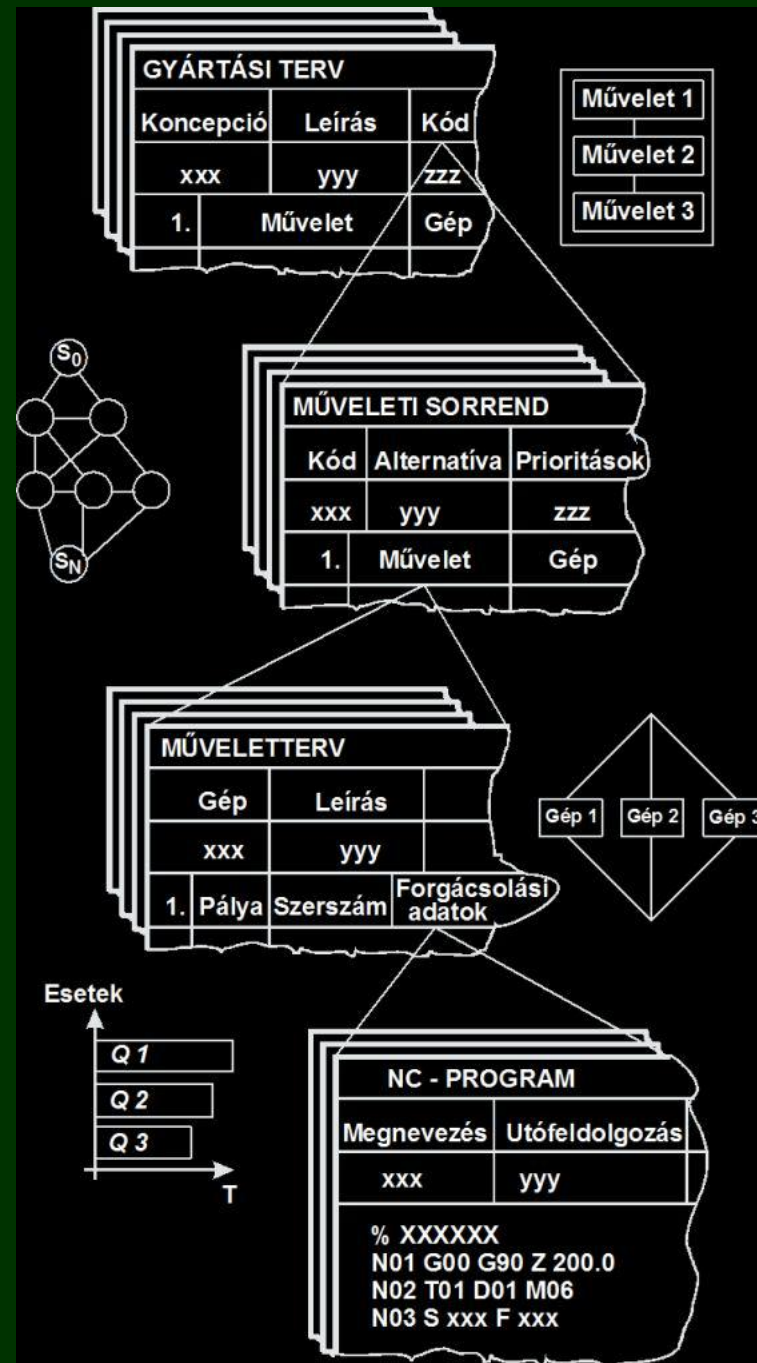 GYÁRTÁSI TERV
Koncepció Leírás Kód
xxx yyy zzz
1. Művelet Gép
Művelet 1
Művelet 2
Művelet 3
S0
SN
MŰVELETI SORREND
Kód Alternatíva Prioritások
xxx yyy zzz
1. Művelet Gép
MŰVELETTERV
Gép Leírás
xxx yyy
1. Pálya Szerszám Forgácsolási
adatok
Gép 1 Gép 2 Gép 3
Esetek
Q 1
Q 2
Q 3
T
NC - PROGRAM
Megnevezés Utófeldolgozás
xxx yyy
% XXXXXX
N01 G00 G90 Z 200.0
N02 T01 D01 M06
N03 S xxx F xxx